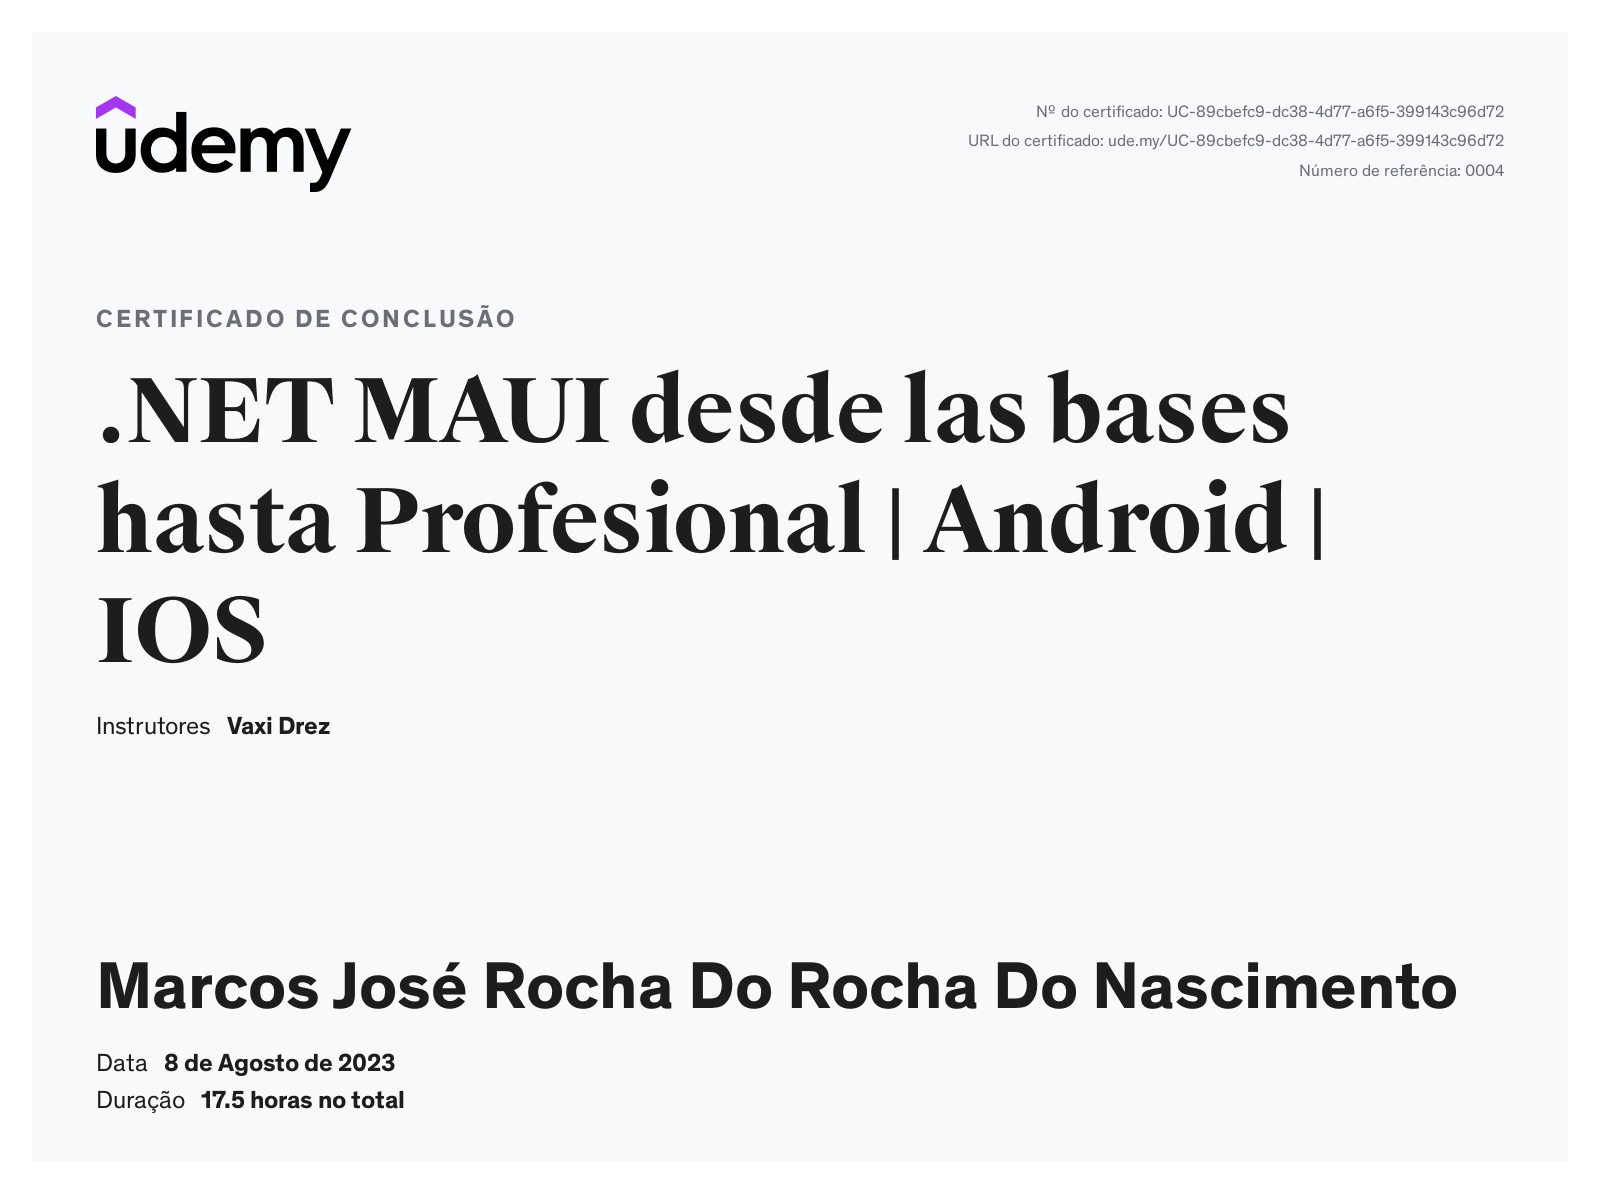 udemy
Nº do certificado: UC-89cbefc9-dc38-4d77-a6f5-399143c96d72
URL do certificado: ude.my/UC-89cbefc9-dc38-4d77-a6f5-399143c96d72
Número de referência: 0004
CERTIFICADO DE CONCLUSÃO
.NET MAUI desde las bases
hasta Profesional | Android |
IOS
Instrutores Vaxi Drez
Marcos José Rocha Do Rocha Do Nascimento
Data 8 de Agosto de 2023
Duração 17.5 horas no total